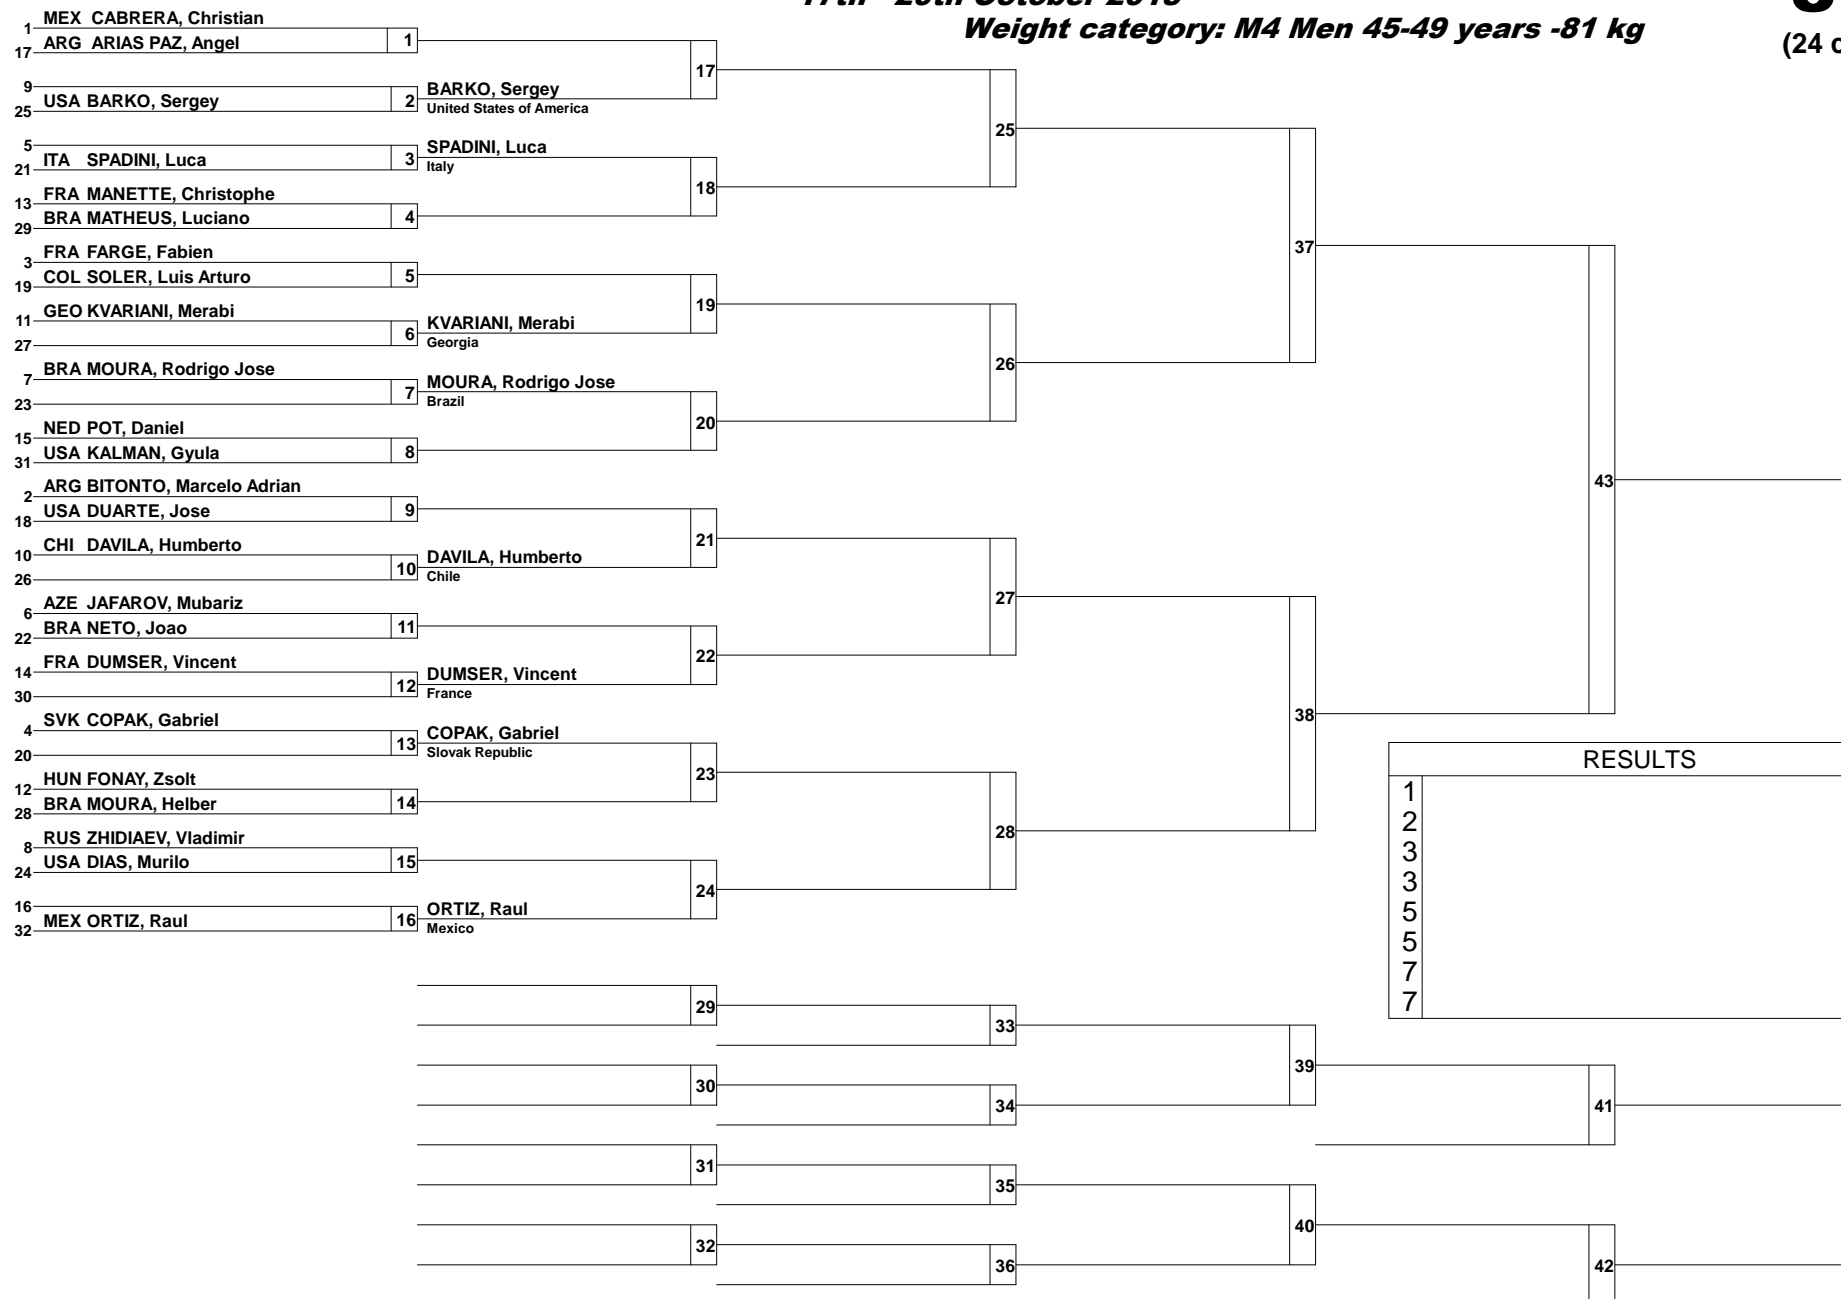 Weight category: M4 Men 45-49 years -81 kg
(24
1 MEX CABRERA, Christian
17 ARG ARIAS PAZ, Angel
1
9
25 USA BARKO, Sergey
2
BARKO, Sergey
United States of America
17
5
21 ITA SPADINI, Luca
3
SPADINI, Luca
Italy
13 FRA MANETTE, Christophe
29 BRA MATHEUS, Luciano
4
18
25
3 FRA FARGE, Fabien
19 COL SOLER, Luis Arturo
5
11 GEO KVARIANI, Merabi
27
6
KVARIANI, Merabi
Georgia
19
7 BRA MOURA, Rodrigo Jose
23
7
MOURA, Rodrigo Jose
Brazil
15 NED POT, Daniel
31 USA KALMAN, Gyula
8
20
26
37
2 ARG BITONTO, Marcelo Adrian
18 USA DUARTE, Jose
9
10 CHI DAVILA, Humberto
26
10
DAVILA, Humberto
Chile
21
6 AZE JAFAROV, Mubariz
22 BRA NETO, Joao
11
14 FRA DUMSER, Vincent
30
12
DUMSER, Vincent
France
22
27
4 SVK COPAK, Gabriel
20
13
COPAK, Gabriel
Slovak Republic
12 HUN FONAY, Zsolt
28 BRA MOURA, Helber
14
23
8 RUS ZHIDIAEV, Vladimir
24 USA DIAS, Murilo
15
16
32 MEX ORTIZ, Raul
16
ORTIZ, Raul
Mexico
24
28
38
43
RESULTS
1
2
3
3
5
5
7
7
29
33
30
34
39
41
31
35
32
36
40
42